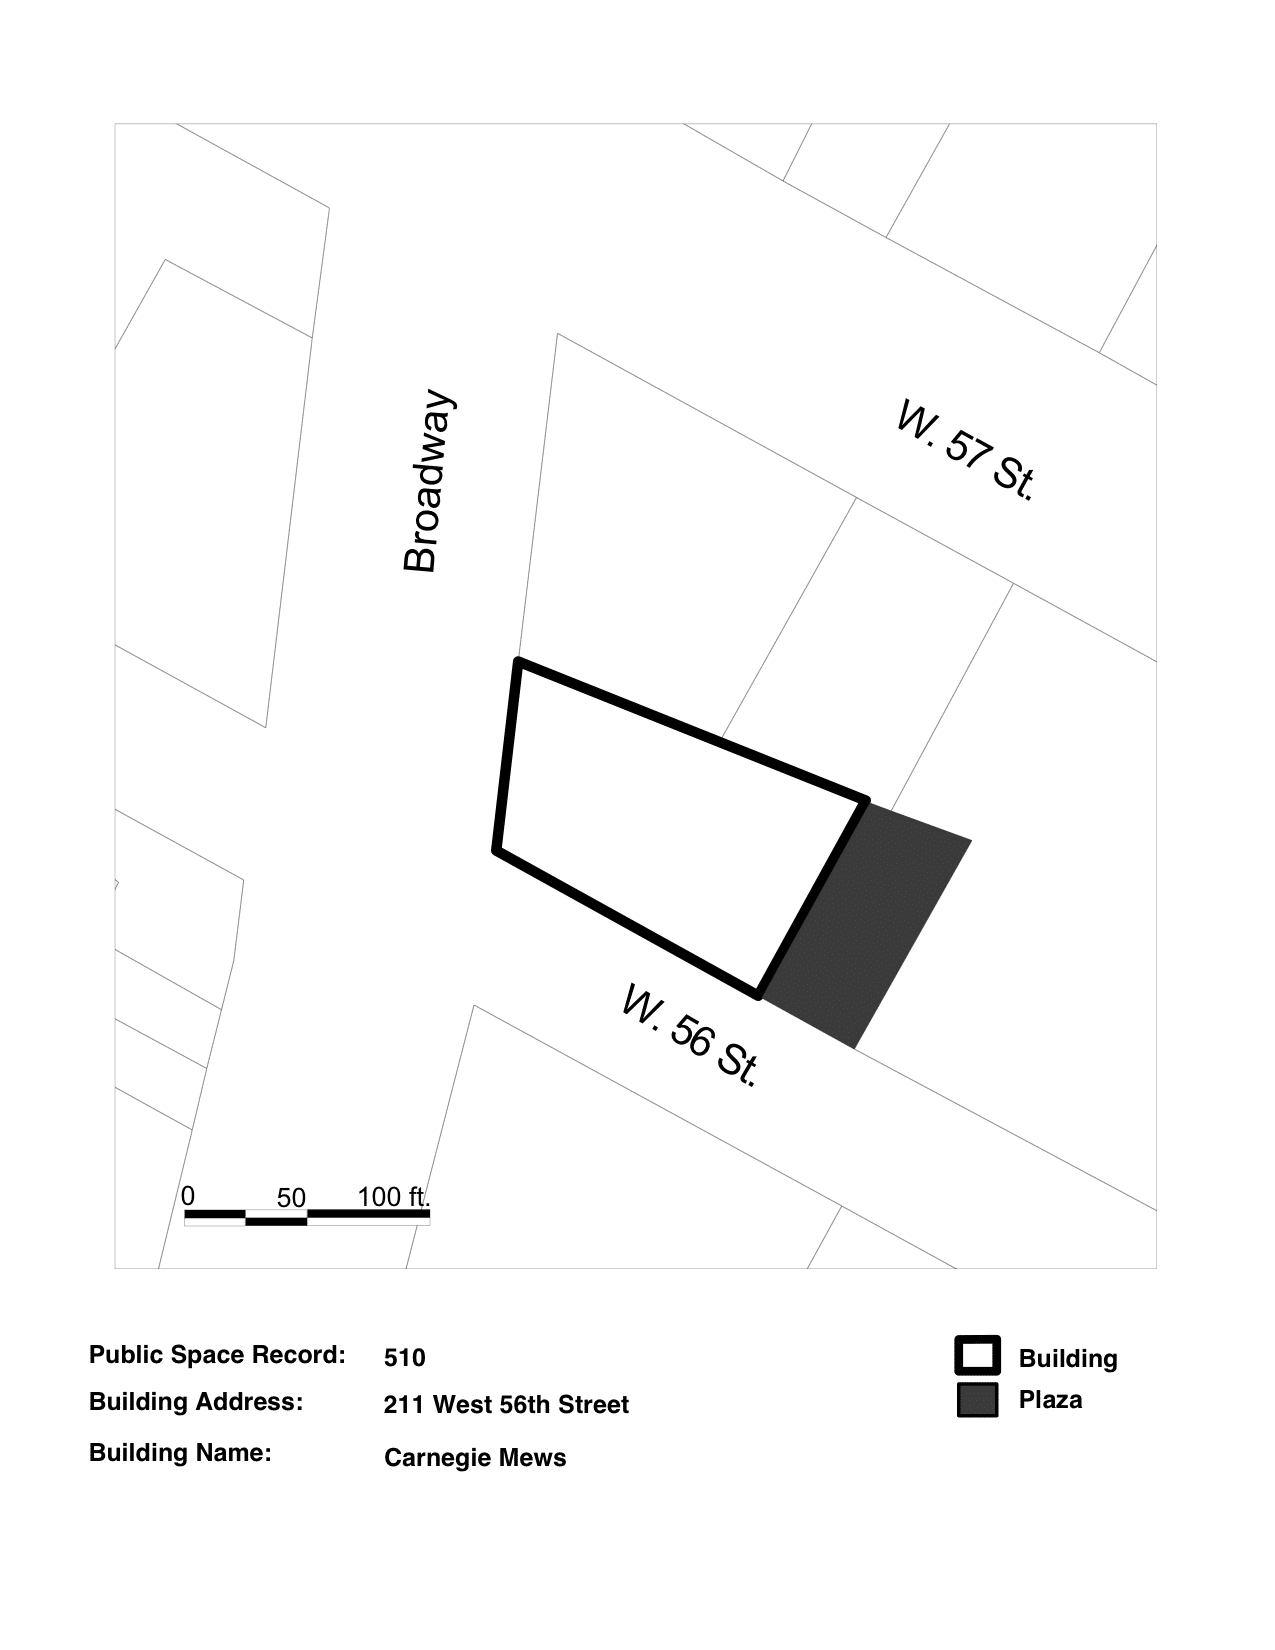 Broadway
W. 57 St.
W. 56 St.
0 50 100 ft.
Public Space Record: 510
Building Address: 211 West 56th Street
Building Name: Carnegie Mews
Building
Plaza